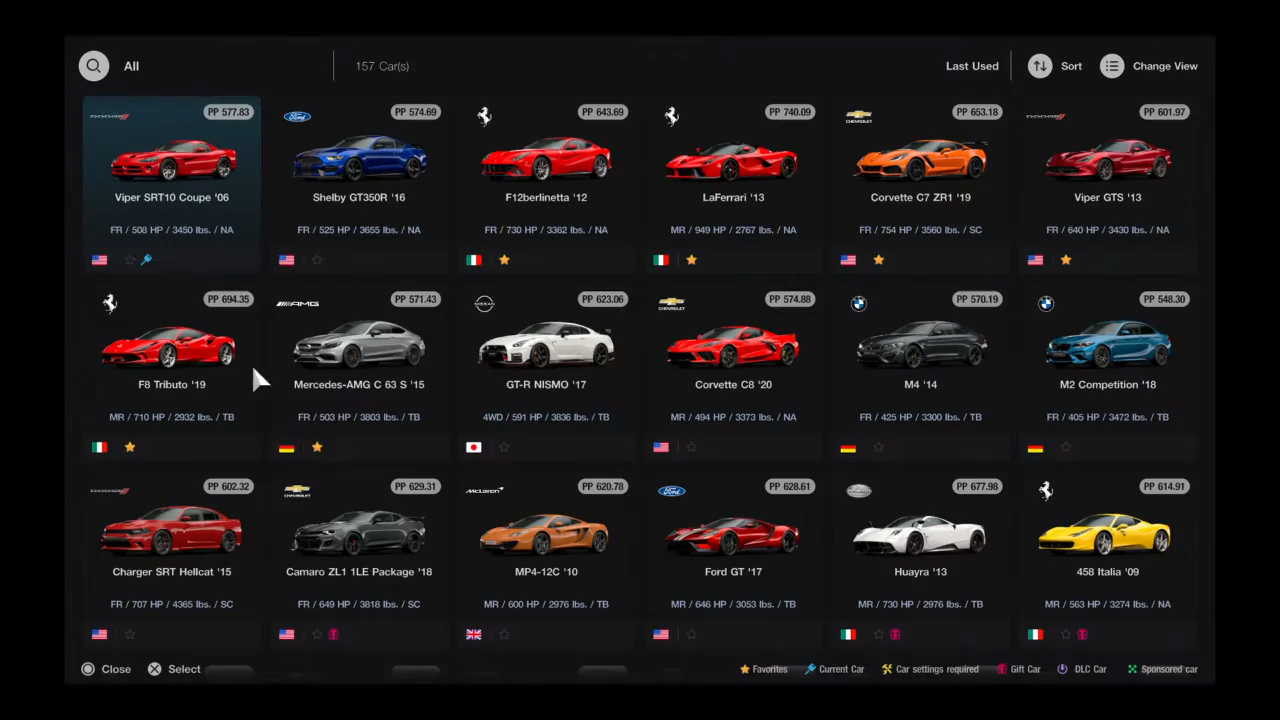 All
157 Car(s)
Last Used
Sort
Change View
DODGE
PP 577.83
Viper SRT10 Coupe '06
FR / 508 HP / 3450 lbs. / NA
Ford
PP 574.69
Shelby GT350R '16
FR / 525 HP / 3655 lbs. / NA
PP 643.69
F12berlinetta '12
FR / 730 HP / 3362 lbs. / NA
PP 740.09
LaFerrari '13
MR / 949 HP / 2767 lbs. / NA
CHEVROLET
PP 653.18
Corvette C7 ZR1 '19
FR / 754 HP / 3560 lbs. / SC
DODGE
PP 601.97
Viper GTS '13
FR / 640 HP / 3430 lbs. / NA
PP 694.35
F8 Tributo '19
MR / 710 HP / 2932 lbs. / TB
AMG
PP 571.43
Mercedes-AMG C 63 S '15
FR / 503 HP / 3803 lbs. / TB
NISSAN
PP 623.06
GT-R NISMO '17
4WD / 591 HP / 3836 lbs. / TB
CHEVROLET
PP 574.88
Corvette C8 '20
MR / 494 HP / 3373 lbs. / NA
PP 570.19
M4 '14
FR / 425 HP / 3300 lbs. / TB
PP 548.30
M2 Competition '18
FR / 405 HP / 3472 lbs. / TB
DODGE
PP 602.32
Charger SRT Hellcat '15
FR / 707 HP / 4365 lbs. / SC
CHEVROLET
PP 629.31
Camaro ZL1 1LE Package '18
FR / 649 HP / 3818 lbs. / SC
McLaren
PP 620.78
MP4-12C '10
MR / 600 HP / 2976 lbs. / TB
Ford
PP 628.61
Ford GT '17
MR / 646 HP / 3053 lbs. / TB
PP 677.98
Huayra '13
MR / 730 HP / 2976 lbs. / TB
PP 614.91
458 Italia '09
MR / 563 HP / 3274 lbs. / NA
Close
Select
Favorites
Current Car
Car settings required
Gift Car
DLC Car
Sponsored car